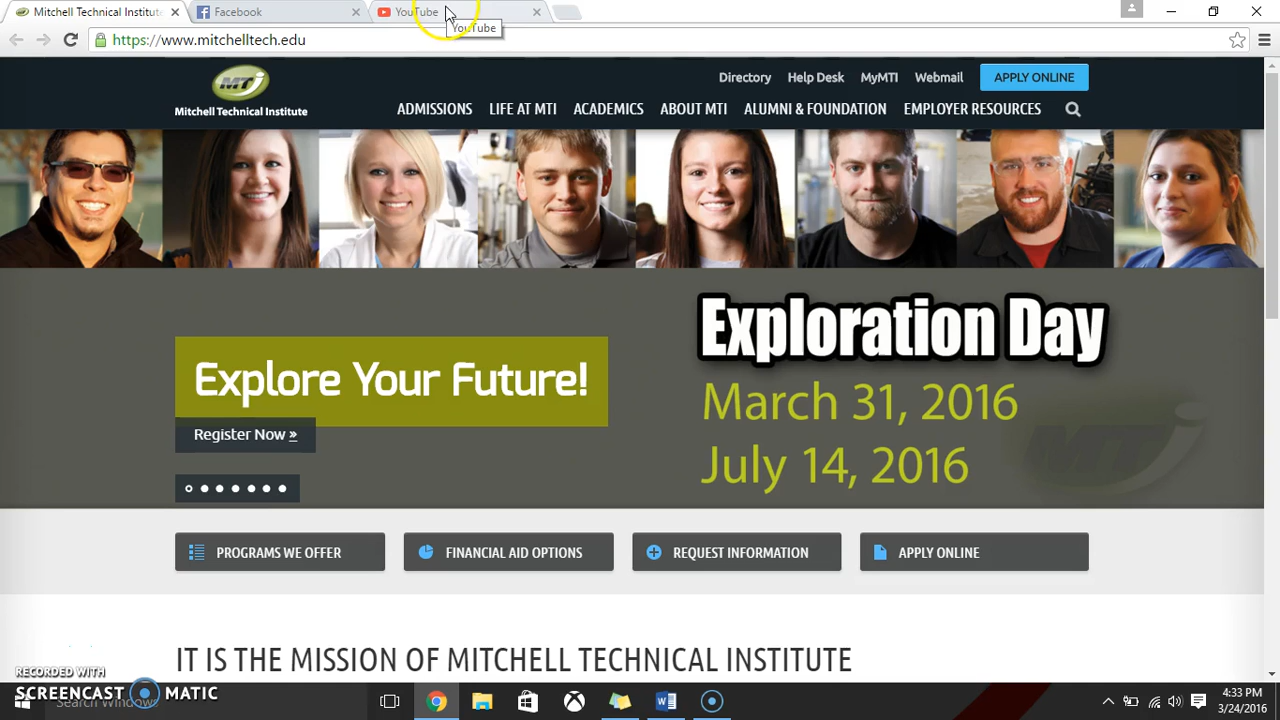 Mitchell Technical Institute
Facebook
YouTube
YouTube
https://www.mitchelltech.edu
MTI
Mitchell Technical Institute
Directory
Help Desk
MyMTI
Webmail
APPLY ONLINE
ADMISSIONS
LIFE AT MTI
ACADEMICS
ABOUT MTI
ALUMNI & FOUNDATION
EMPLOYER RESOURCES
Exploration Day
Explore Your Future!
March 31, 2016
Register Now »
July 14, 2016
MTI
PROGRAMS WE OFFER
FINANCIAL AID OPTIONS
REQUEST INFORMATION
APPLY ONLINE
IT IS THE MISSION OF MITCHELL TECHNICAL INSTITUTE
RECORDED WITH
SCREENCAST MATIC
Search Windows
4:33 PM
3/24/2016